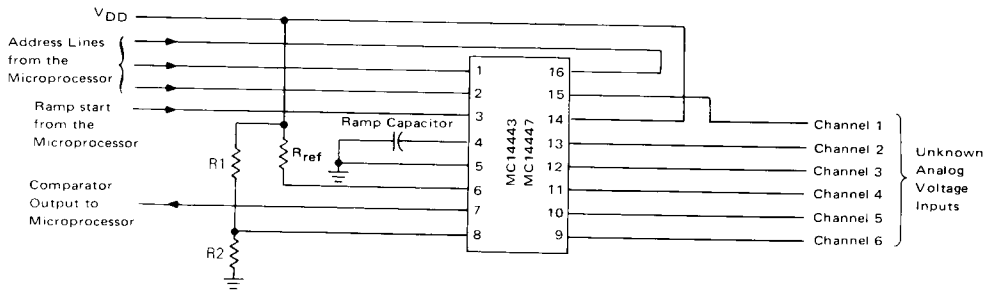 VDD
Address Lines
from the
Microprocessor
Ramp start
from the
Microprocessor
Ramp Capacitor
R1
Rref
Comparator
Output to
Microprocessor
R2
1
2
3
4
5
6
7
8
MC14443
MC14447
16
15
14
13
12
11
10
9
Channel 1
Channel 2
Channel 3
Channel 4
Channel 5
Channel 6
Unknown
Analog
Voltage
Inputs